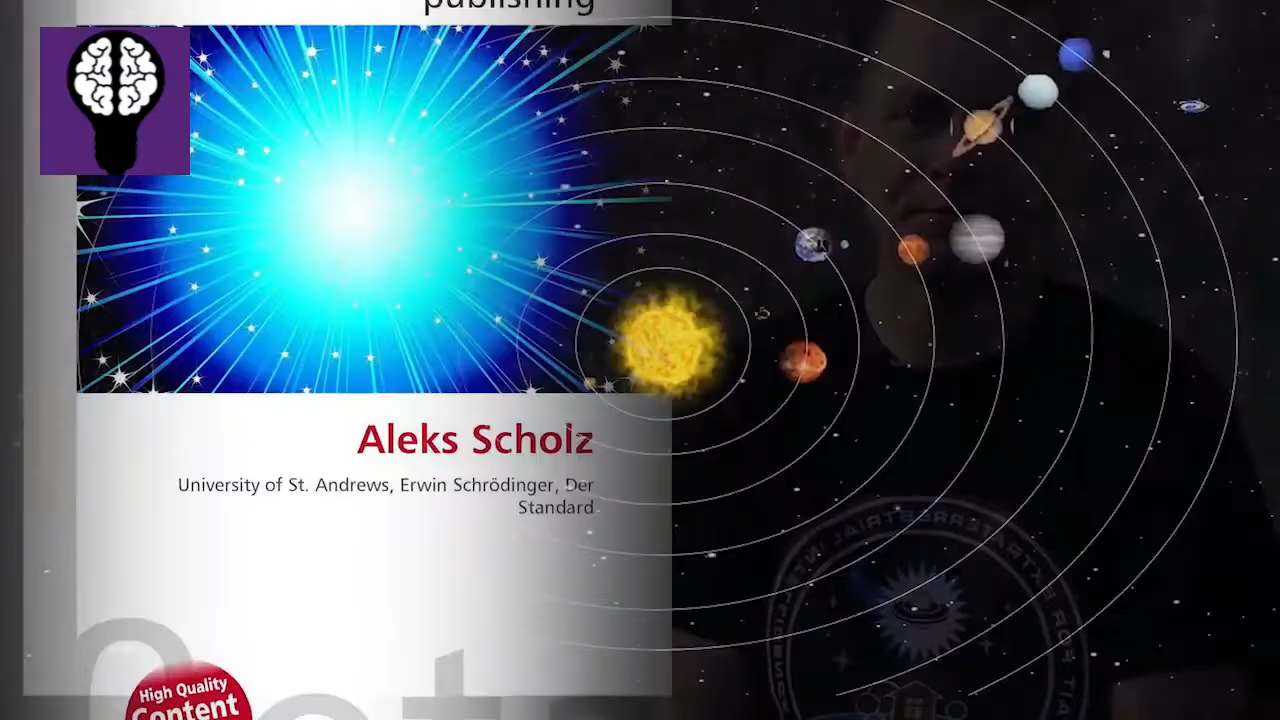 publishing
Aleks Scholz
University of St. Andrews, Erwin Schrödinger, Der
Standard
High Quality
Content